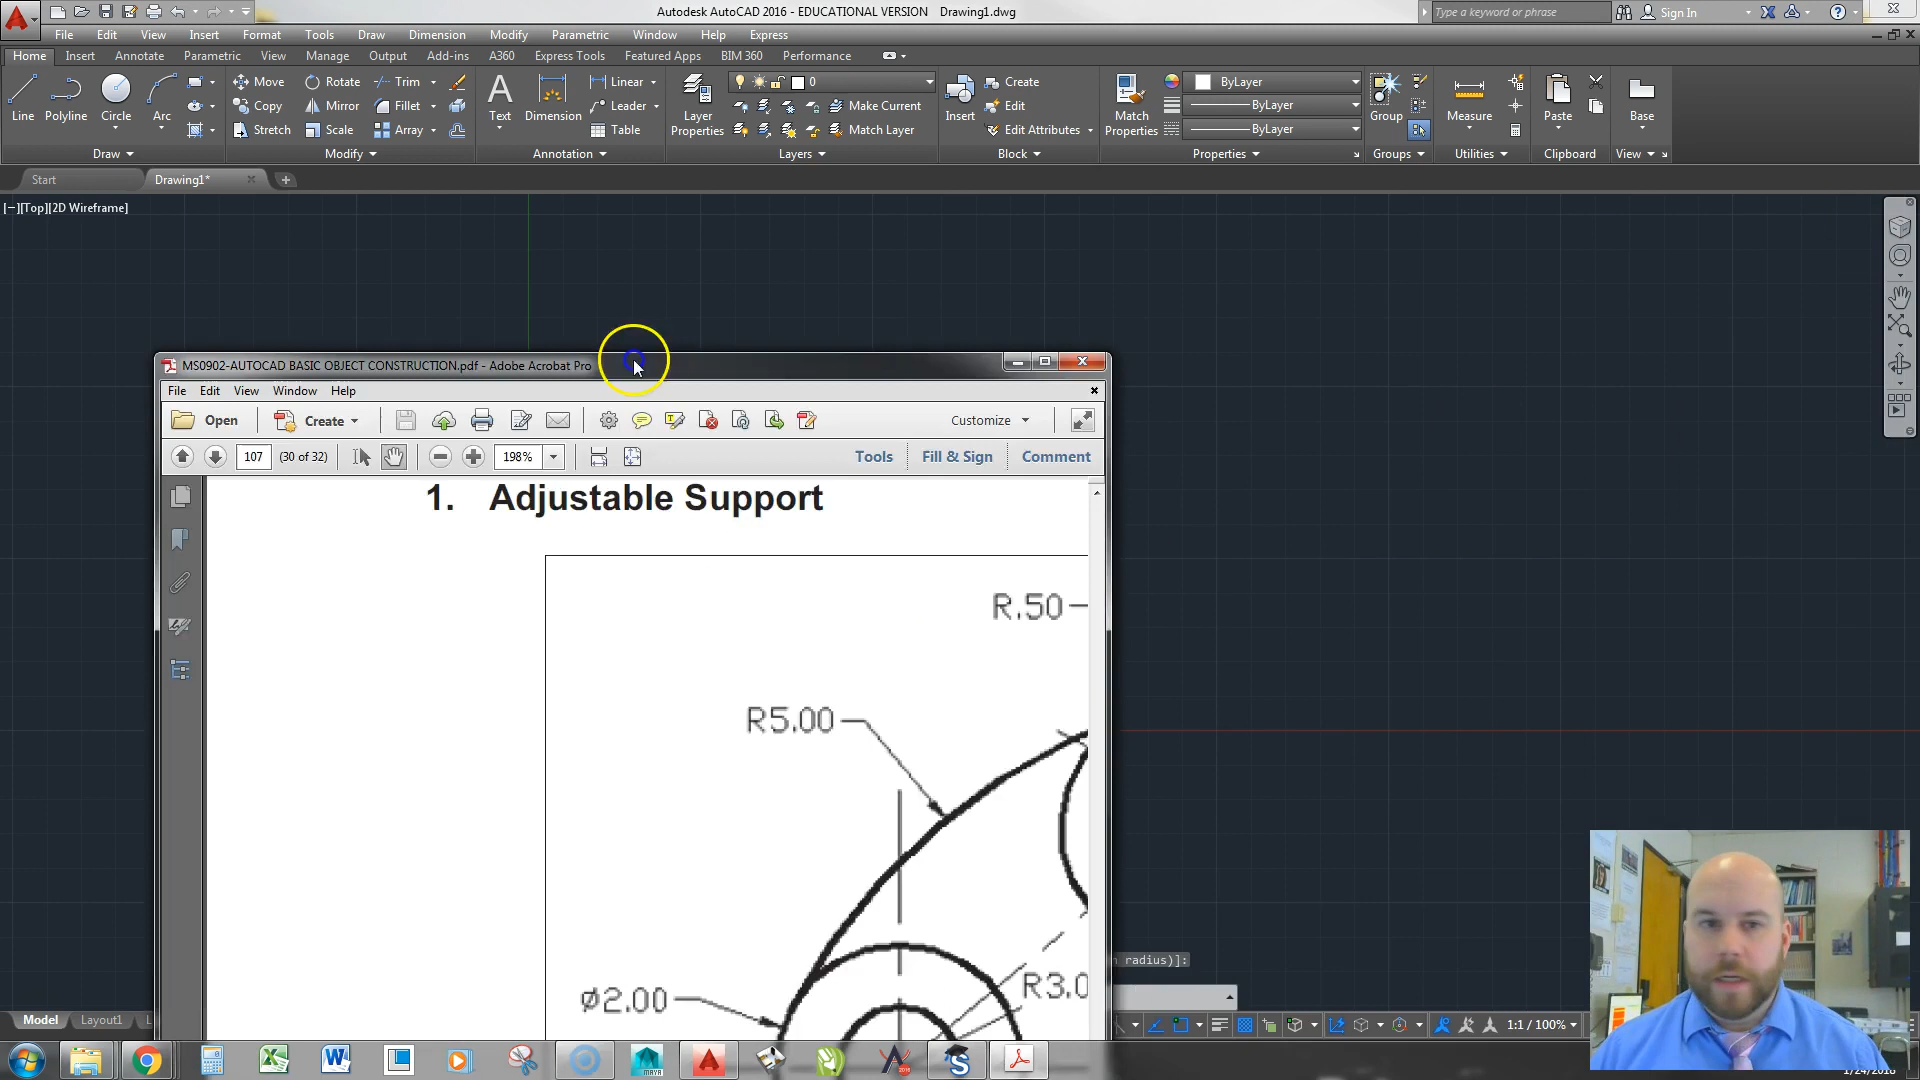 Autodesk AutoCAD 2016 - EDUCATIONAL VERSION Drawing1.dwg
Type a keyword or phrase
Sign In
File Edit View Insert Format Tools Draw Dimension Modify Parametric Window Help Express
Home Insert Annotate Parametric View Manage Output Add-ins A360 Express Tools Featured Apps BIM 360 Performance
Line Polyline Circle Arc
Move Rotate Trim
Copy Mirror Fillet
Stretch Scale Array
Text Dimension
Linear
Leader
Table
Layer Properties
0
Make Current
Match Layer
Insert
Create
Edit
Edit Attributes
Match Properties
ByLayer
ByLayer
ByLayer
Group
Measure
Paste
Base
Draw Modify Annotation Layers Block Properties Groups Utilities Clipboard View
Start Drawing1*
[−][Top][2D Wireframe]
MS0902-AUTOCAD BASIC OBJECT CONSTRUCTION.pdf - Adobe Acrobat Pro
File Edit View Window Help
Open Create Customize
107 (30 of 32) 198% Tools Fill & Sign Comment
1. Adjustable Support
R.50
R5.00
R3.0
Ø2.00
radius)]:
Model Layout1 L
1:1 / 100%